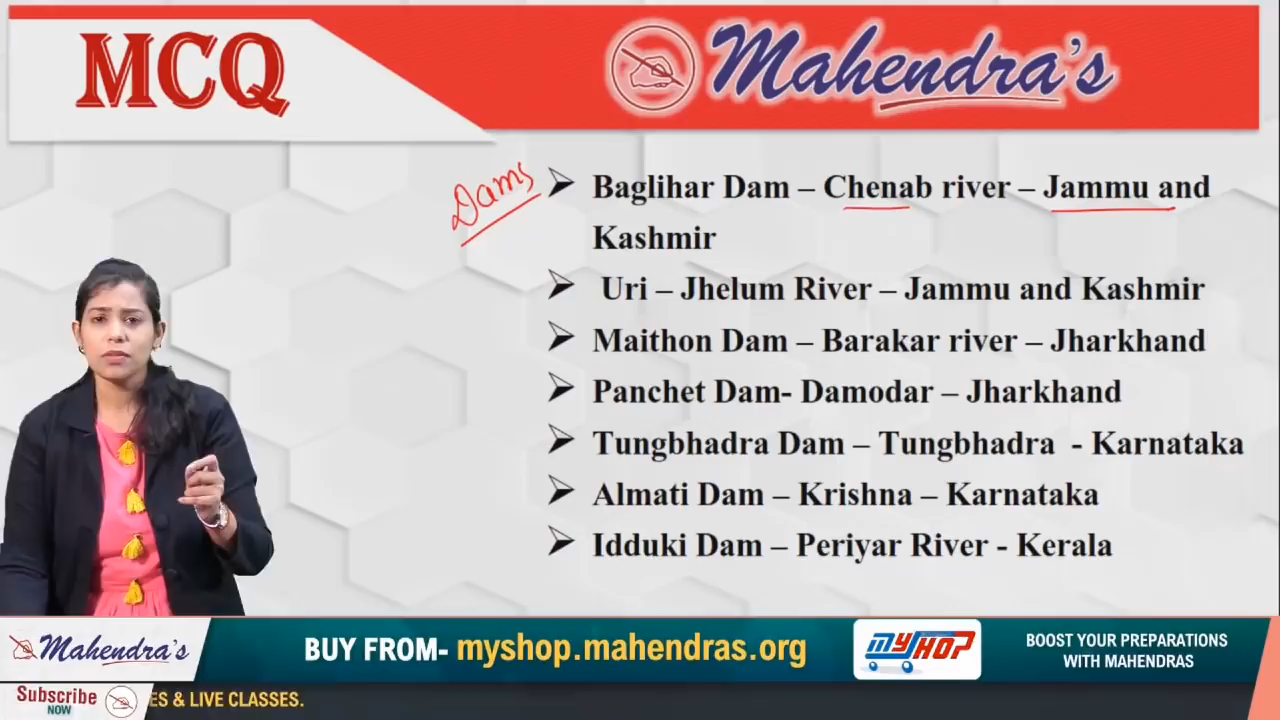 MCQ
Mahendra's
Dams
➢ Baglihar Dam – Chenab river – Jammu and
Kashmir
➢ Uri – Jhelum River – Jammu and Kashmir
➢ Maithon Dam – Barakar river – Jharkhand
➢ Panchet Dam- Damodar – Jharkhand
➢ Tungbhadra Dam – Tungbhadra - Karnataka
➢ Almati Dam – Krishna – Karnataka
➢ Idduki Dam – Periyar River - Kerala
Mahendra's
BUY FROM- myshop.mahendras.org
MYSHOP
BOOST YOUR PREPARATIONS
WITH MAHENDRAS
Subscribe
NOW
ES & LIVE CLASSES.